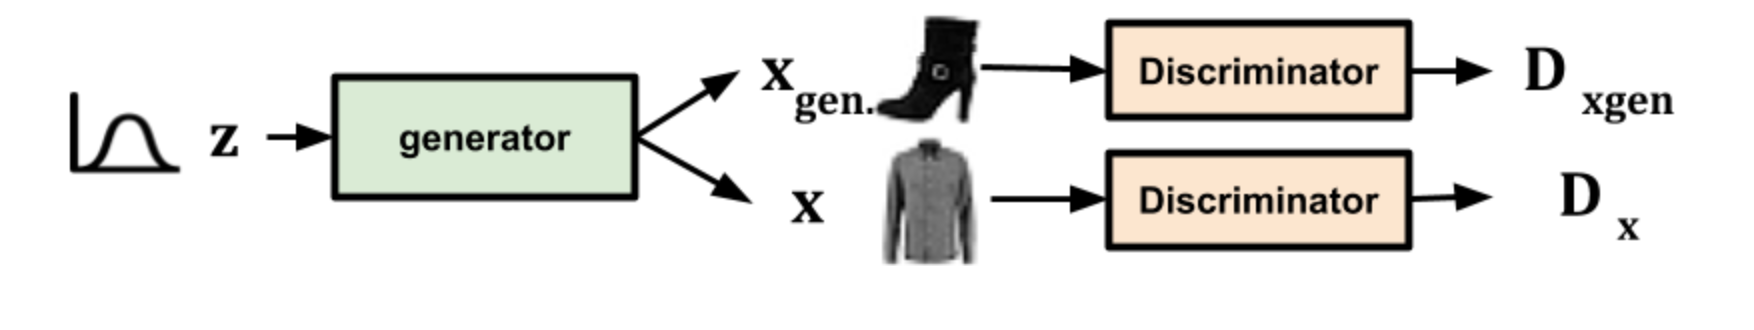 z
generator
x gen.
x
Discriminator
D xgen
Discriminator
D x